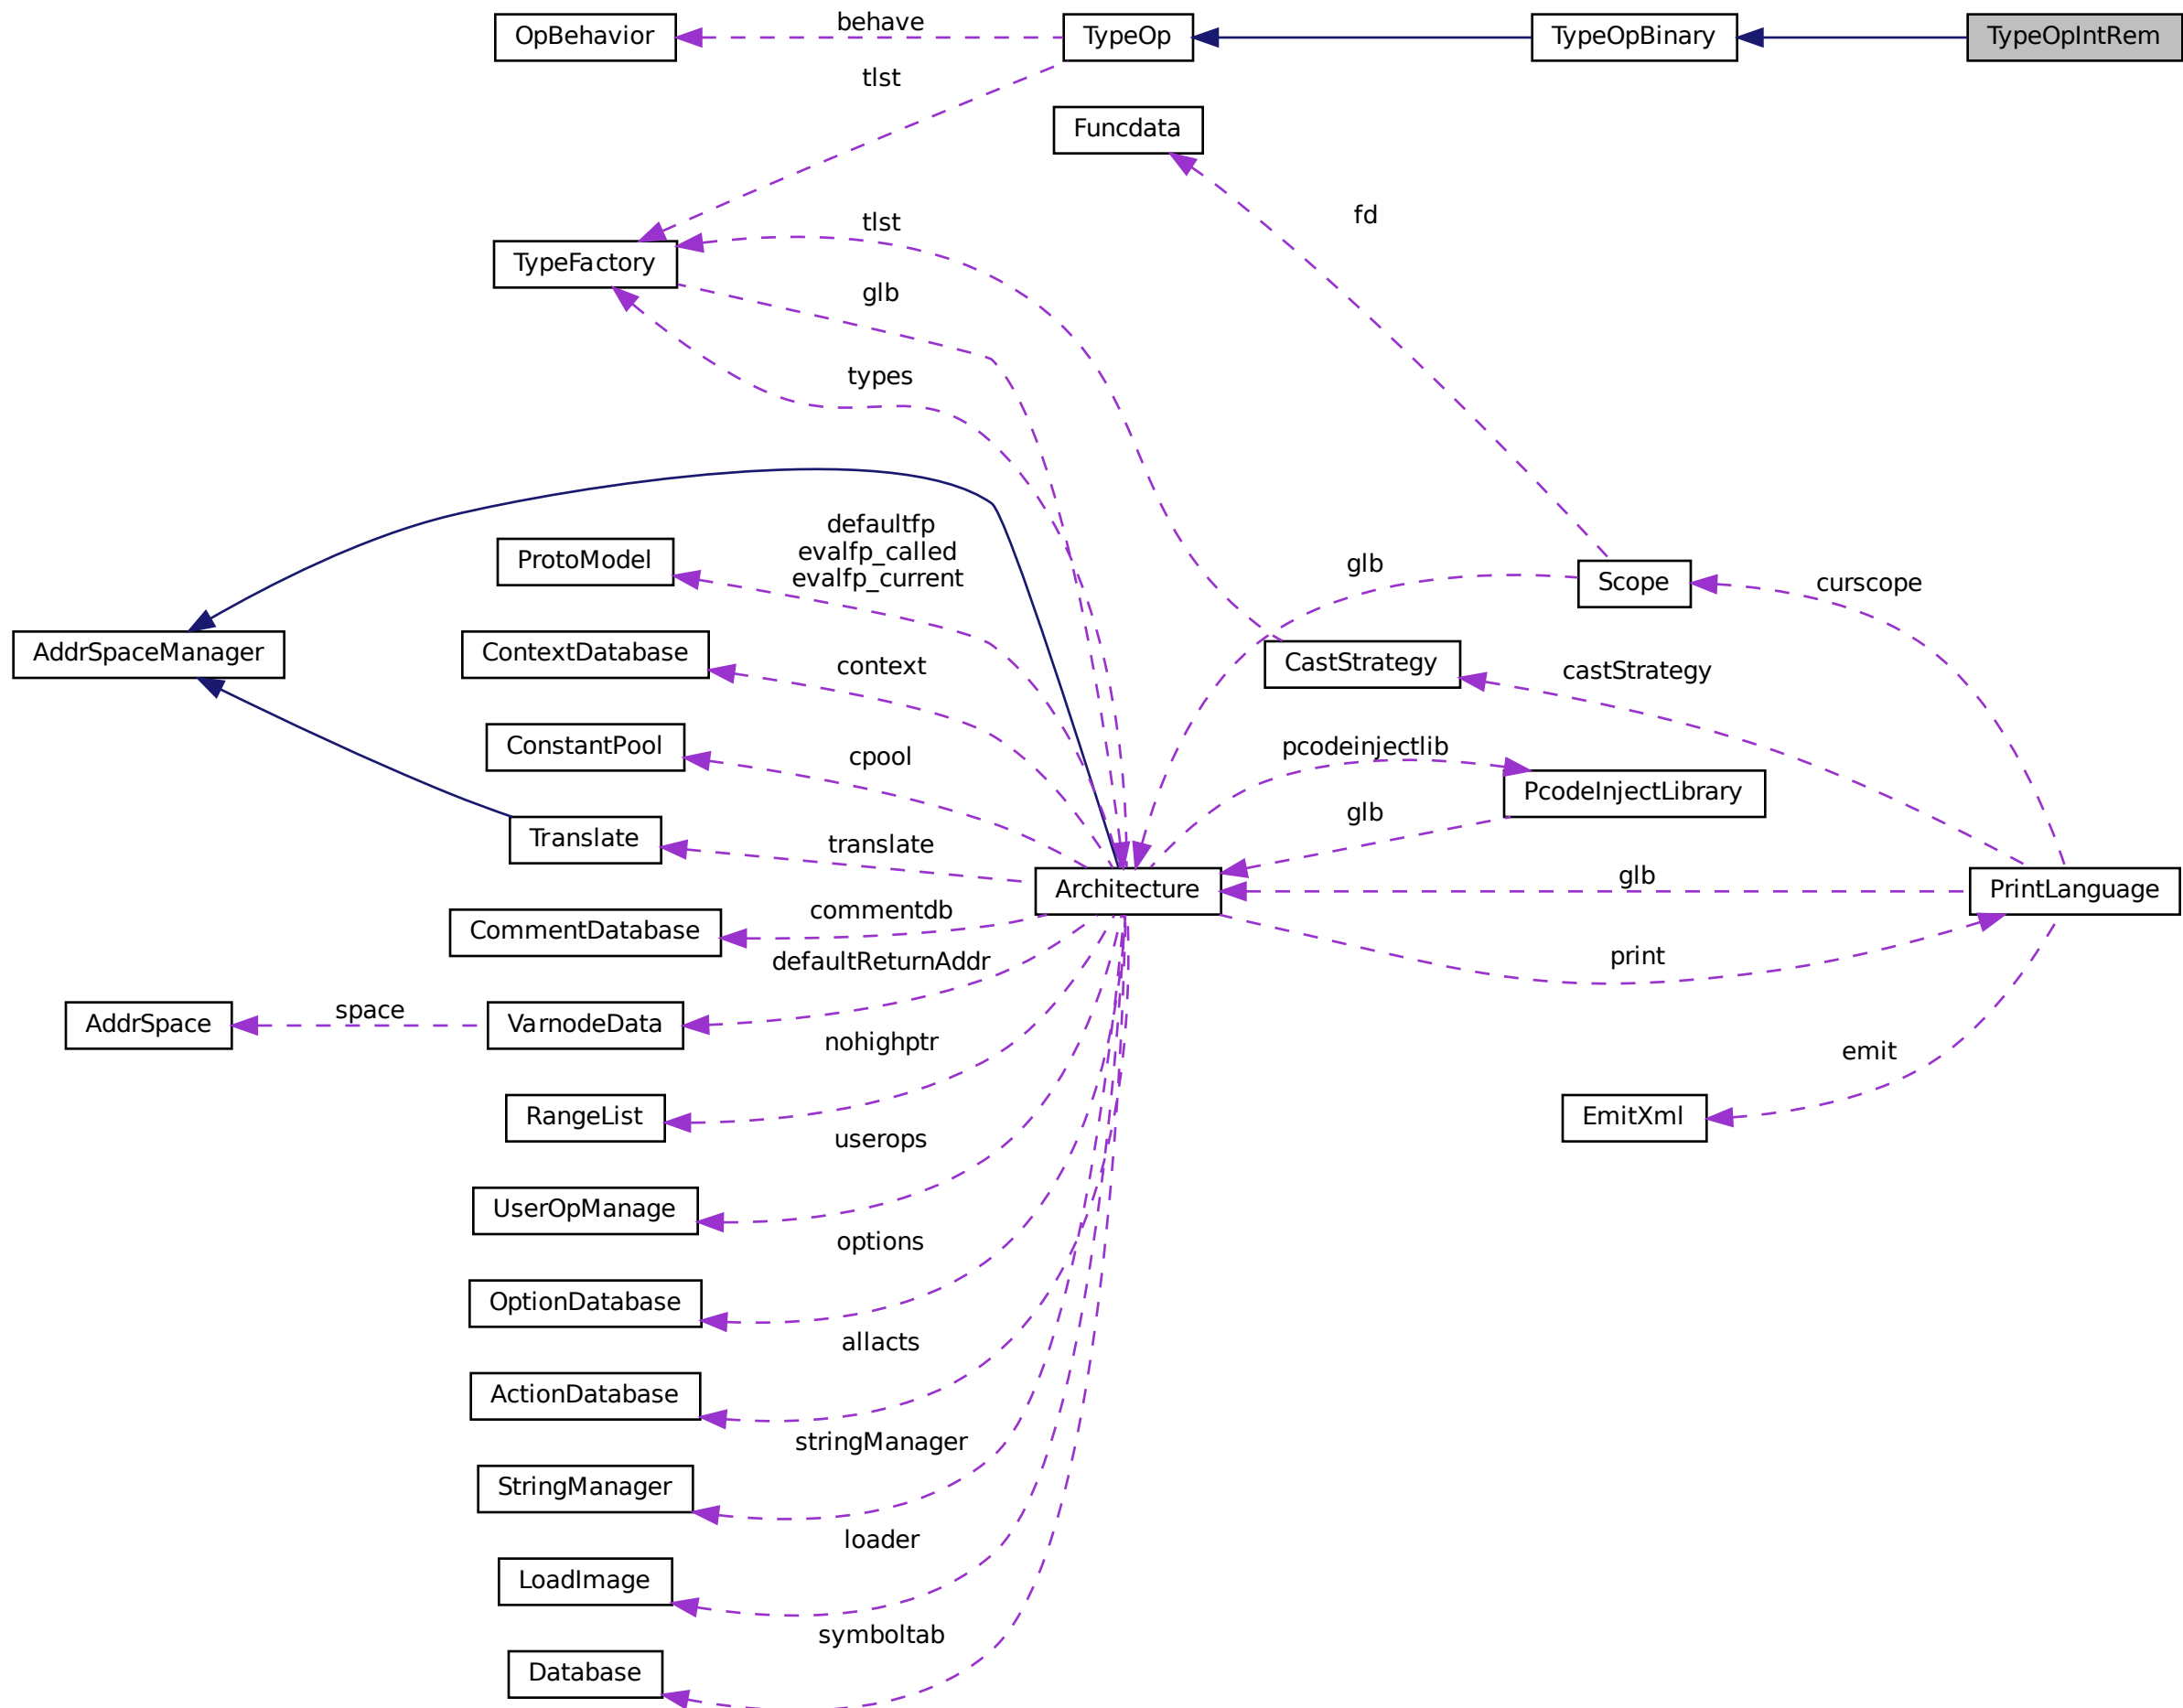 behave
OpBehavior
TypeOp
TypeOpBinary
TypeOpIntRem
tlst
Funcdata
fd
tlst
TypeFactory
glb
types
defaultfp
evalfp_called
evalfp_current
ProtoModel
glb
Scope
curscope
AddrSpaceManager
ContextDatabase
context
CastStrategy
castStrategy
ConstantPool
cpool
pcodeinjectlib
PcodeInjectLibrary
glb
Translate
translate
Architecture
glb
PrintLanguage
CommentDatabase
commentdb
print
defaultReturnAddr
AddrSpace
space
VarnodeData
nohighptr
emit
RangeList
EmitXml
userops
UserOpManage
options
OptionDatabase
allacts
ActionDatabase
stringManager
StringManager
loader
LoadImage
symboltab
Database